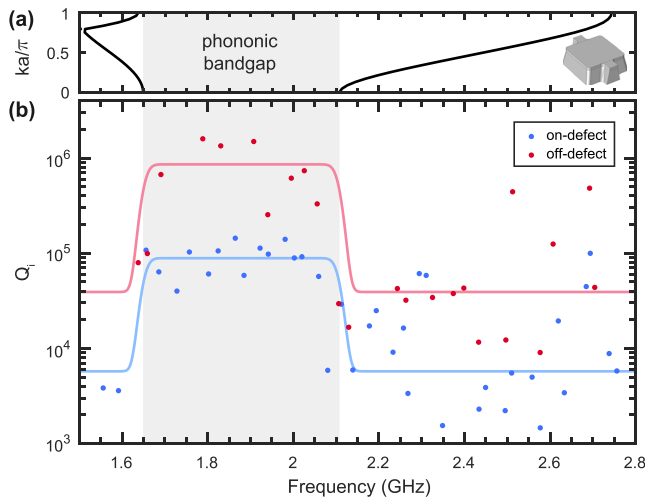 (a)
ka/π
1
0.5
0
phononic
bandgap
(b)
Q_i
10^6
10^5
10^4
10^3
on-defect
off-defect
1.6 1.8 2 2.2 2.4 2.6 2.8
Frequency (GHz)